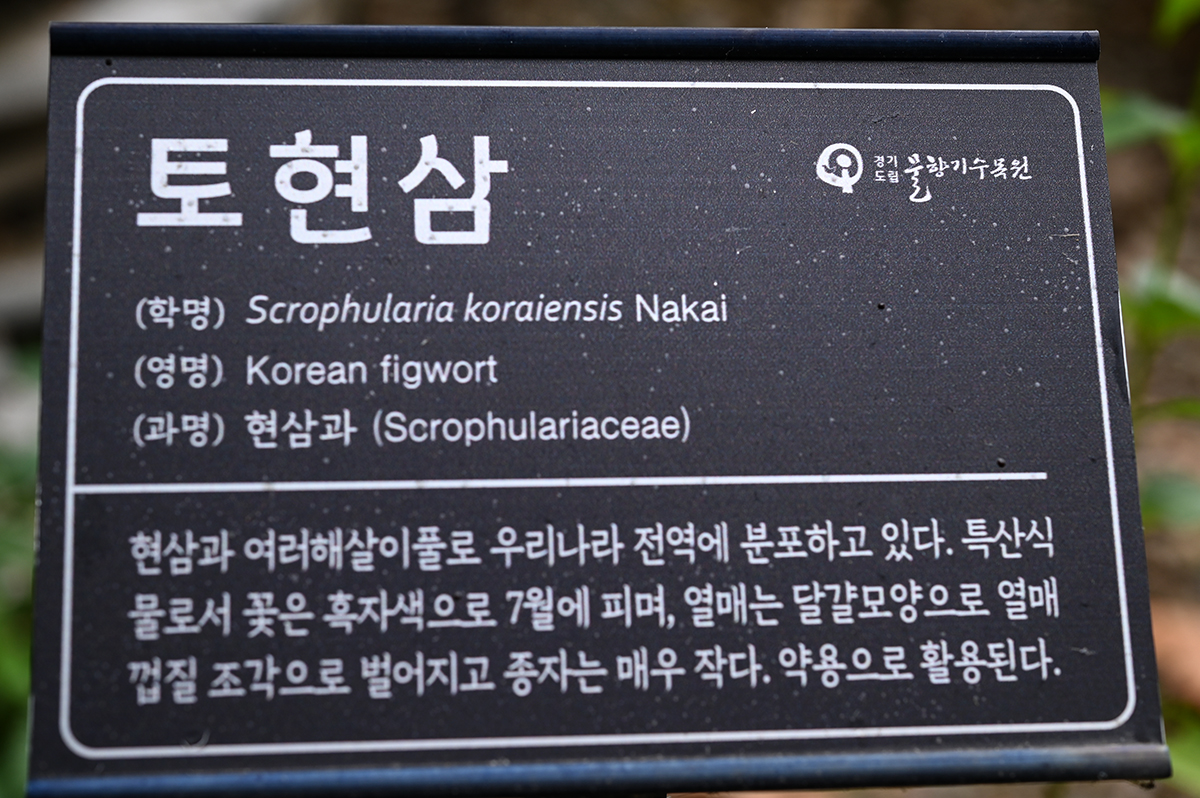 토현삼
경기
도립 물향기수목원
(학명) Scrophularia koraiensis Nakai
(영명) Korean figwort
(과명) 현삼과 (Scrophulariaceae)
현삼과 여러해살이풀로 우리나라 전역에 분포하고 있다. 특산식
물로서 꽃은 흑자색으로 7월에 피며, 열매는 달걀모양으로 열매
껍질 조각으로 벌어지고 종자는 매우 작다. 약용으로 활용된다.